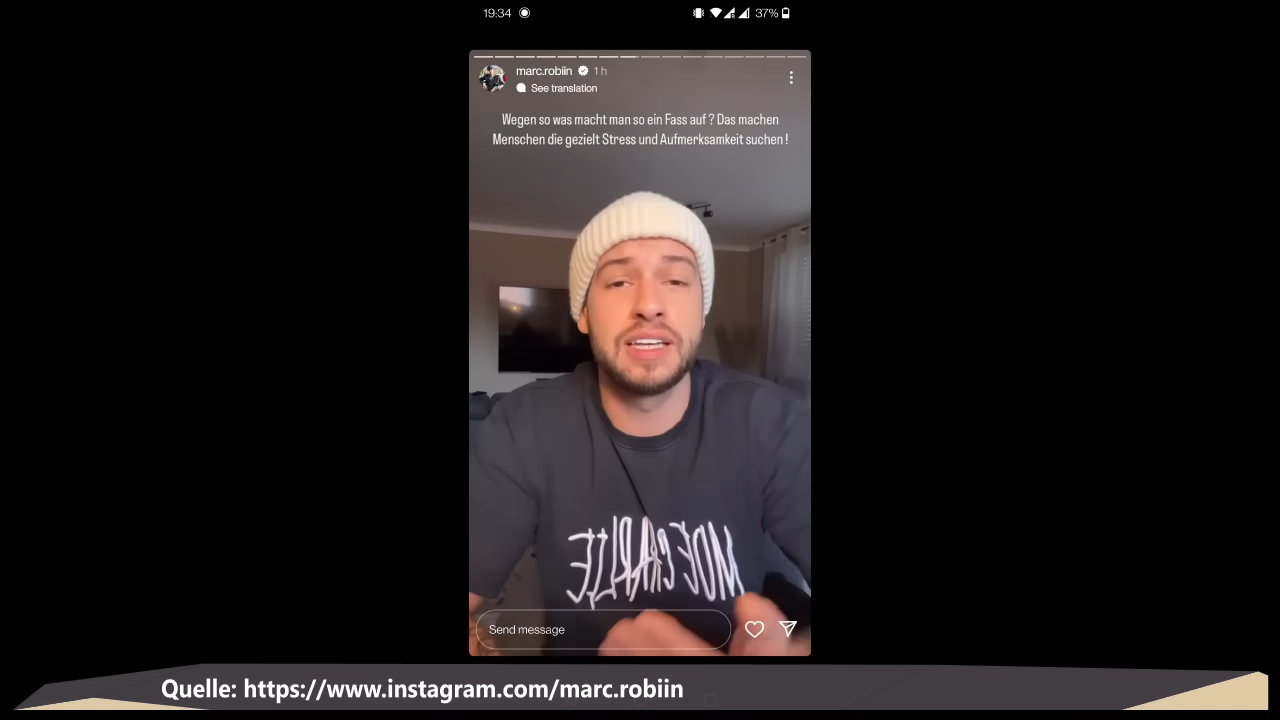 19:34
37%
marc.robiin 1 h
See translation
Wegen so was macht man so ein Fass auf ? Das machen
Menschen die gezielt Stress und Aufmerksamkeit suchen !
Send message
Quelle: https://www.instagram.com/marc.robiin